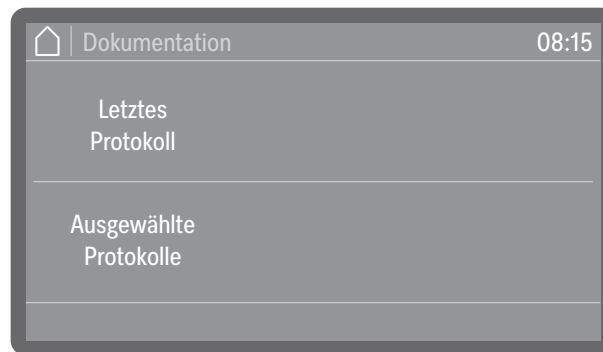 Dokumentation 08:15
Letztes
Protokoll
Ausgewählte
Protokolle